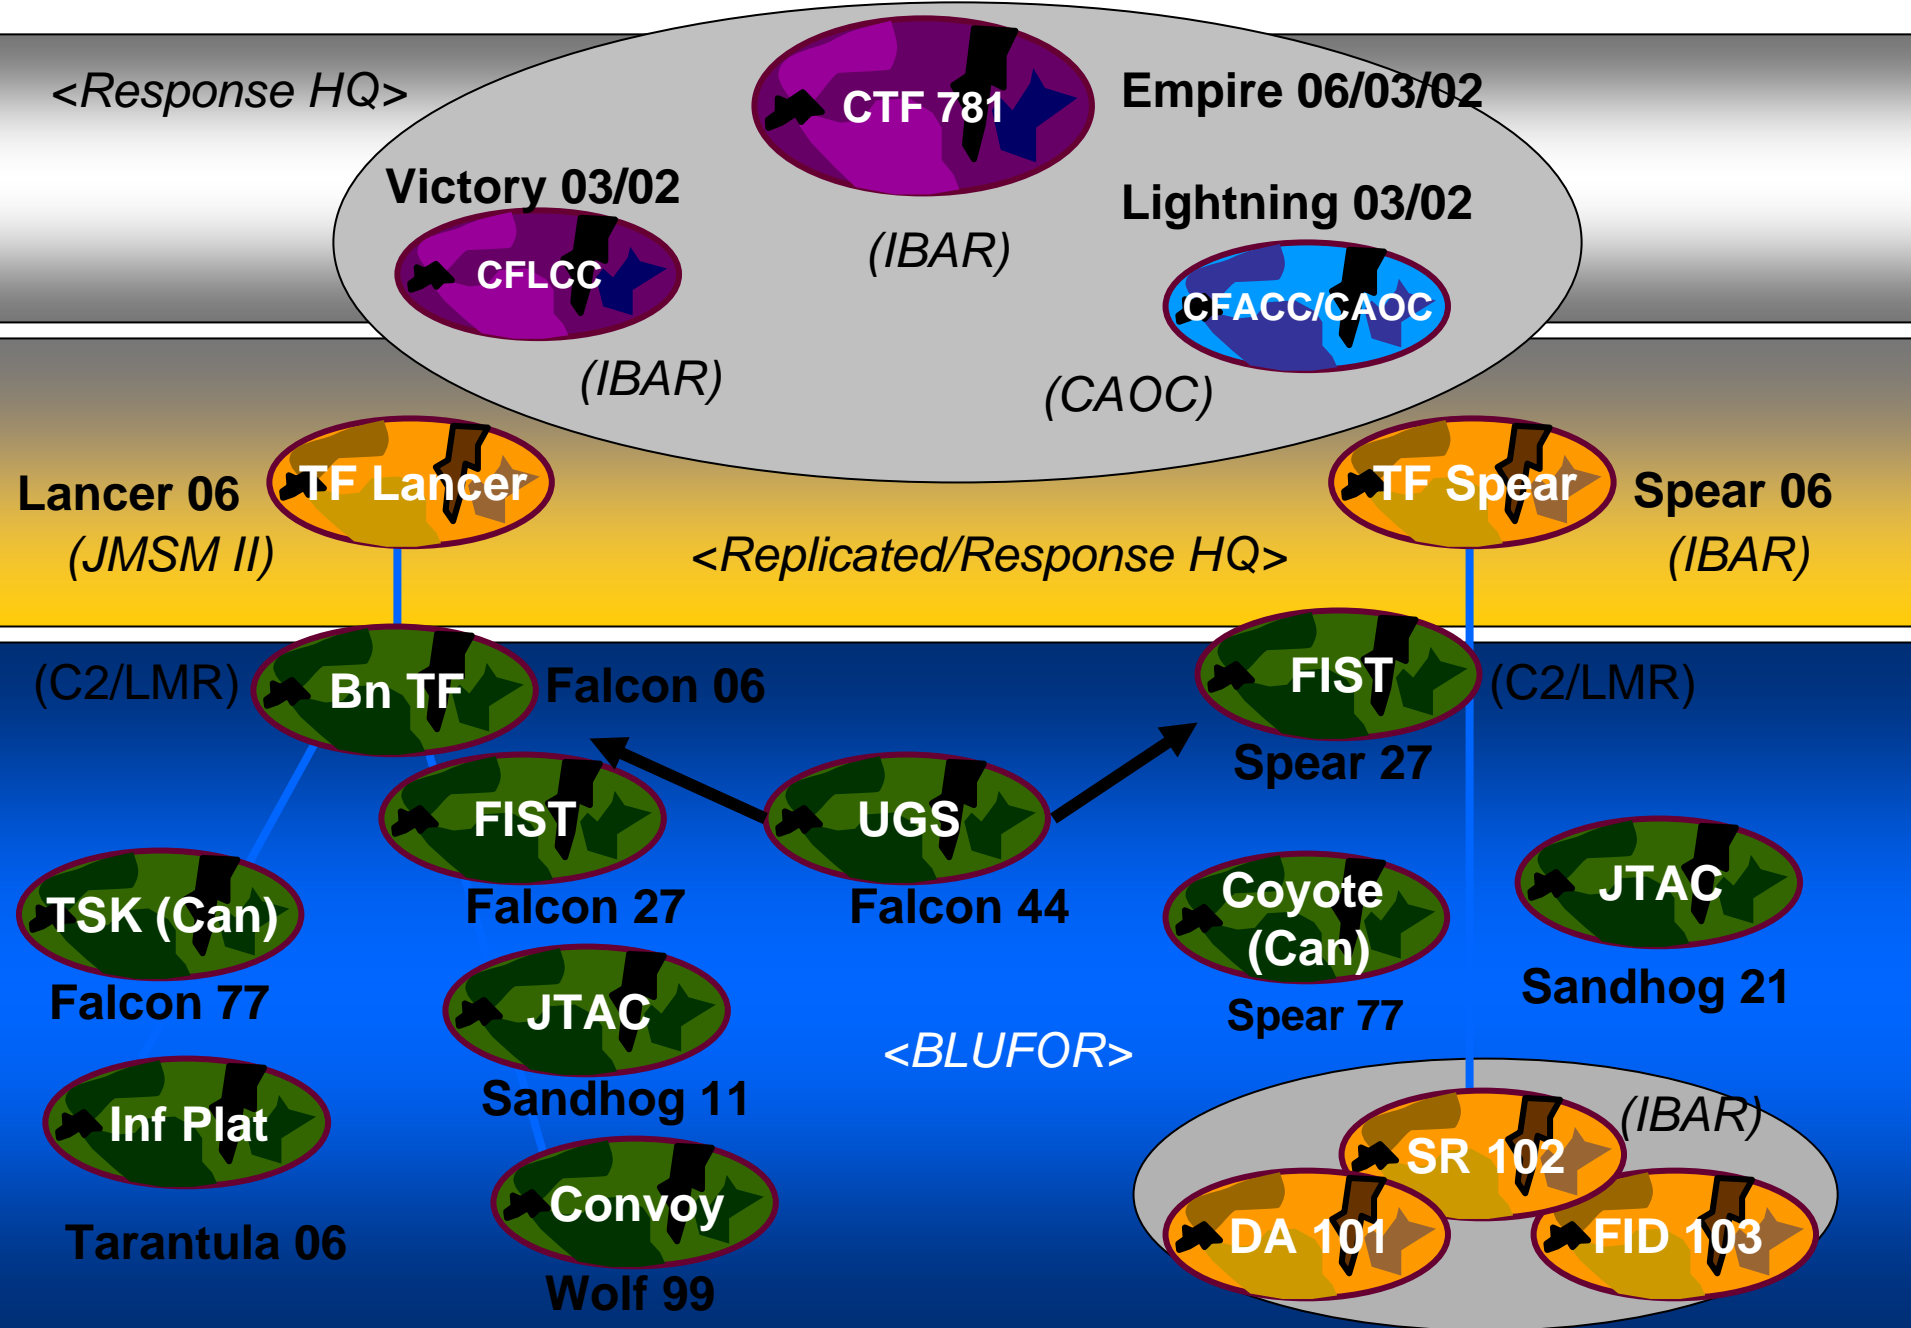 <Response HQ>
CTF 781
Empire 06/03/02
Victory 03/02
Lightning 03/02
(IBAR)
CFLCC
CFACC/CAOC
(IBAR)
(CAOC)
TF Lancer
TF Spear
Lancer 06
Spear 06
(JMSM II)
<Replicated/Response HQ>
(IBAR)
(C2/LMR)
Bn TF
Falcon 06
FIST
(C2/LMR)
Spear 27
FIST
UGS
Falcon 27
Falcon 44
TSK (Can)
Coyote
(Can)
JTAC
Falcon 77
Spear 77
Sandhog 21
JTAC
<BLUFOR>
Sandhog 11
Inf Plat
(IBAR)
SR 102
Convoy
DA 101
FID 103
Tarantula 06
Wolf 99